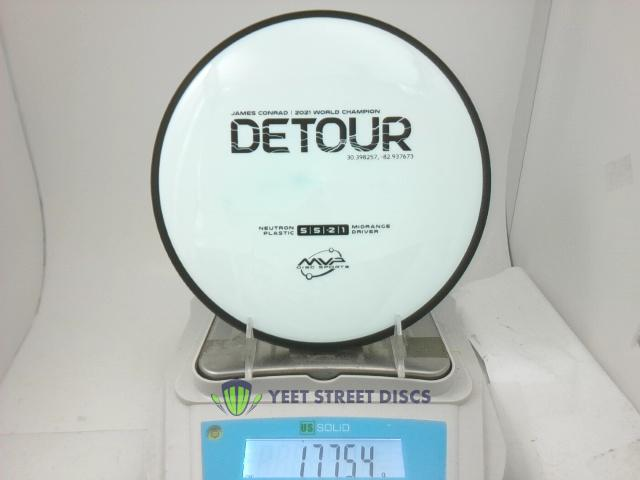 JAMES CONRAD | 2021 WORLD CHAMPION
DETOUR
30.398257, -82.937673
NEUTRON PLASTIC 5|5|-2|1 MIDRANGE DRIVER
MVP
DISC SPORTS
YEET STREET DISCS
US SOLID
177.54 g